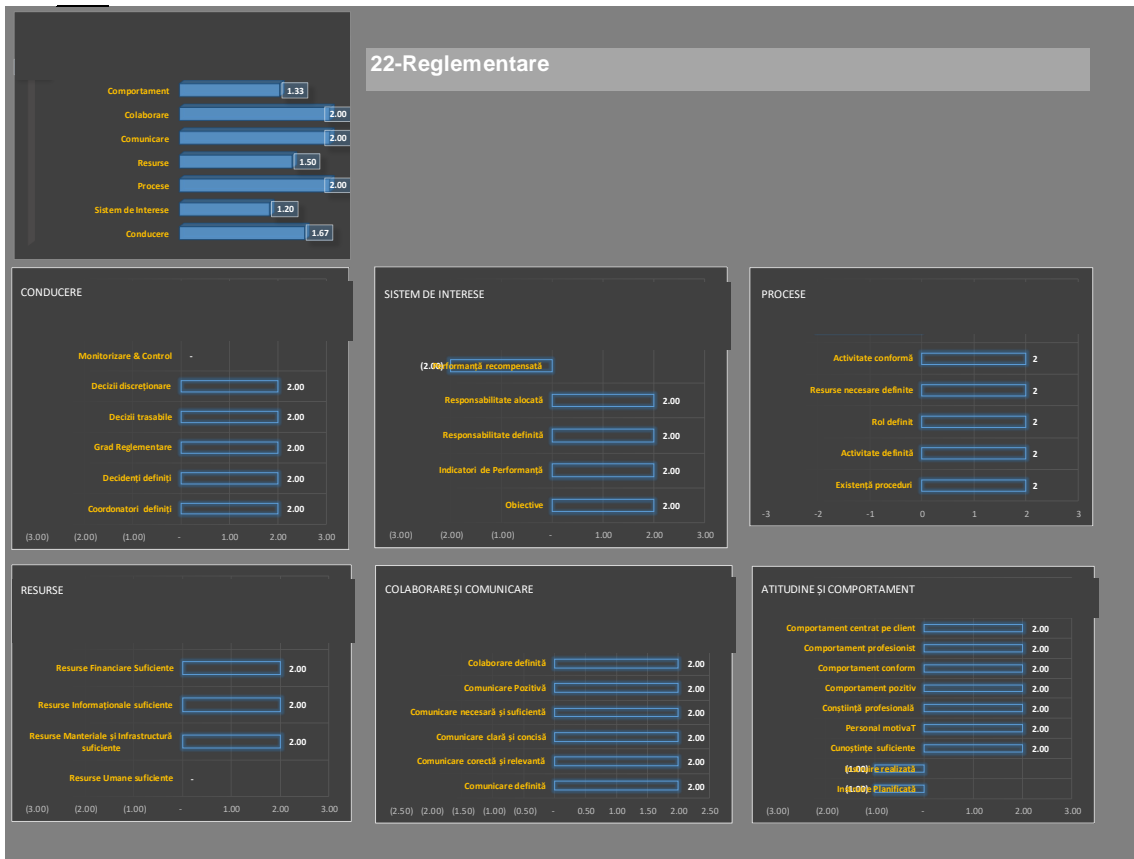 22-Reglementare
Comportament 1.33
Colaborare 2.00
Comunicare 2.00
Resurse 1.50
Procese 2.00
Sistem de Interese 1.20
Conducere 1.67
CONDUCERE
Monitorizare & Control -
Decizii discreționare 2.00
Decizii trasabile 2.00
Grad Reglementare 2.00
Decidenți definiți 2.00
Coordonatori definiți 2.00
(3.00) (2.00) (1.00) - 1.00 2.00 3.00
SISTEM DE INTERESE
(2.00) Performanță recompensată
Responsabilitate alocată 2.00
Responsabilitate definită 2.00
Indicatori de Performanță 2.00
Obiective 2.00
(3.00) (2.00) (1.00) - 1.00 2.00 3.00
PROCESE
Activitate conformă 2
Resurse necesare definite 2
Rol definit 2
Activitate definită 2
Existență proceduri 2
-3 -2 -1 0 1 2 3
RESURSE
Resurse Financiare Suficiente 2.00
Resurse Informaționale suficiente 2.00
Resurse Manteriale și Infrastructură
suficiente 2.00
Resurse Umane suficiente -
(3.00) (2.00) (1.00) - 1.00 2.00 3.00
COLABORARE ȘI COMUNICARE
Colaborare definită 2.00
Comunicare Pozitivă 2.00
Comunicare necesară și suficientă 2.00
Comunicare clară și concisă 2.00
Comunicare corectă și relevantă 2.00
Comunicare definită 2.00
(2.50) (2.00) (1.50) (1.00) (0.50) - 0.50 1.00 1.50 2.00 2.50
ATITUDINE ȘI COMPORTAMENT
Comportament centrat pe client 2.00
Comportament profesionist 2.00
Comportament conform 2.00
Comportament pozitiv 2.00
Conștiință profesională 2.00
Personal motivaT 2.00
Cunoștințe suficiente 2.00
(1.00) realizată
(1.00) Planificată
(3.00) (2.00) (1.00) - 1.00 2.00 3.00